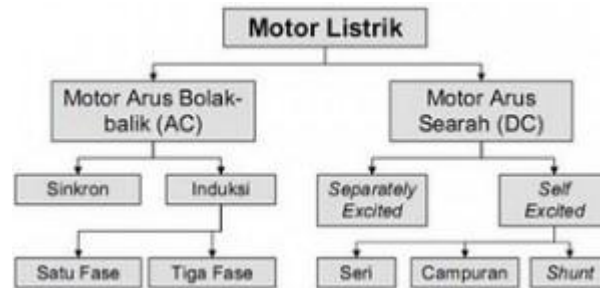 Motor Listrik
Motor Arus Bolak-
balik (AC)
Motor Arus
Searah (DC)
Sinkron
Induksi
Separately
Excited
Self
Excited
Satu Fase
Tiga Fase
Seri
Campuran
Shunt